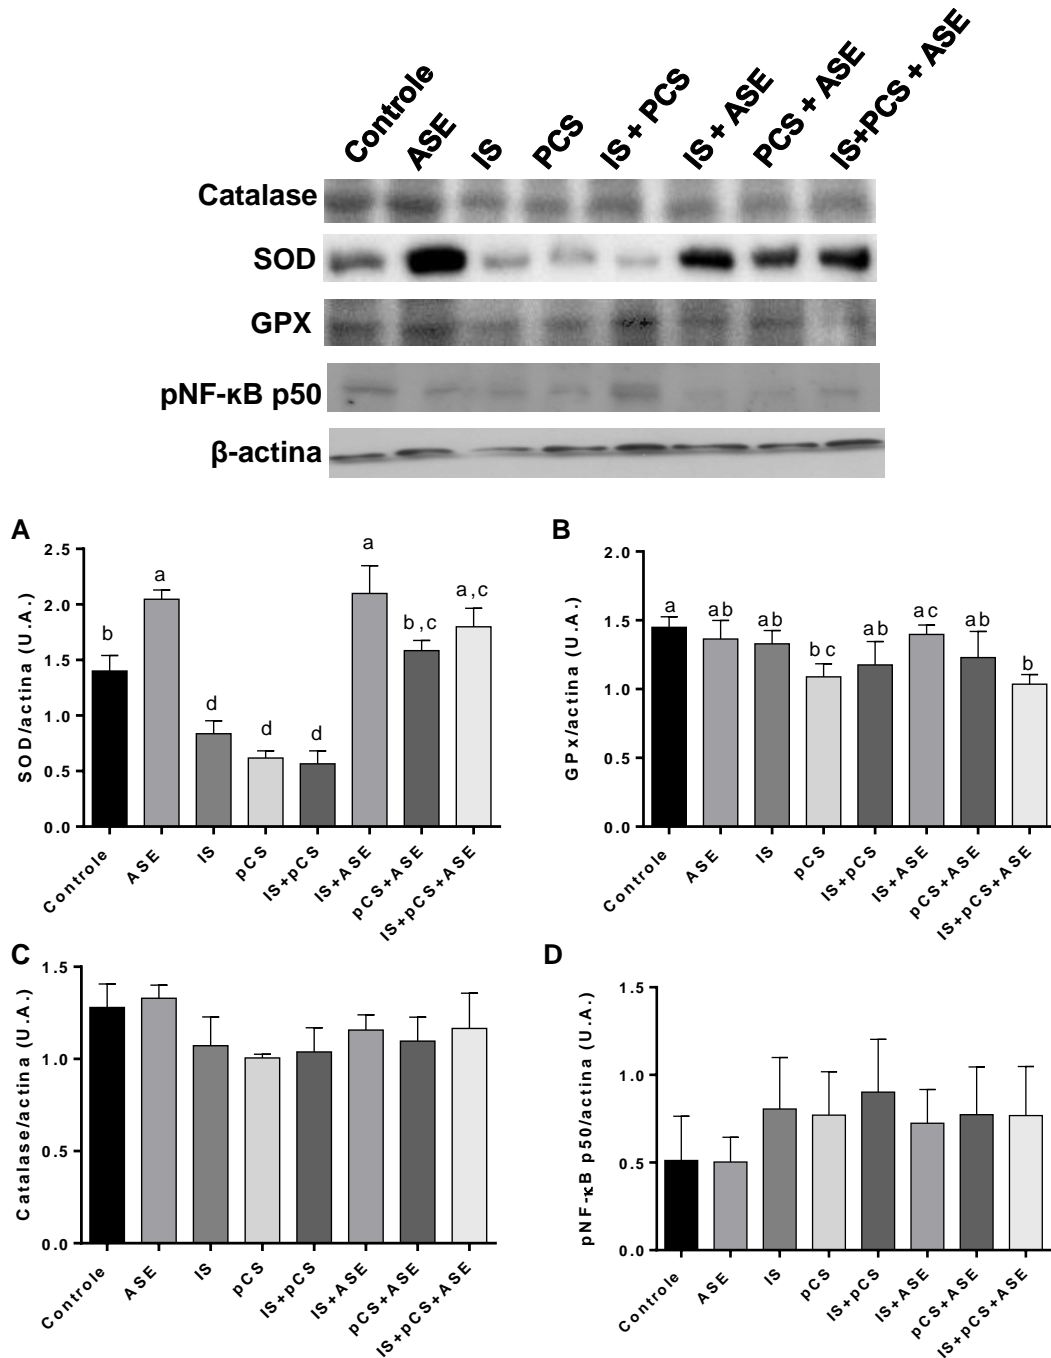 Controle
ASE
IS
PCS
IS + PCS
IS + ASE
PCS + ASE
IS+PCS + ASE
Catalase
SOD
GPX
pNF-κB p50
β-actina
A
SOD/actina (U.A.)
2.5
2.0
1.5
1.0
0.5
0.0
b
a
d
d
d
a
b,c
a,c
Controle
ASE
IS
pCS
IS+pCS
IS+ASE
pCS+ASE
IS+pCS+ASE
B
GPx/actina (U.A.)
2.0
1.5
1.0
0.5
0.0
a
ab
ab
bc
ab
ac
ab
b
Controle
ASE
IS
pCS
IS+pCS
IS+ASE
pCS+ASE
IS+pCS+ASE
C
Catalase/actina (U.A.)
1.5
1.0
0.5
0.0
Controle
ASE
IS
pCS
IS+pCS
IS+ASE
pCS+ASE
IS+pCS+ASE
D
pNF-κB p50/actina (U.A.)
1.5
1.0
0.5
0.0
Controle
ASE
IS
pCS
IS+pCS
IS+ASE
pCS+ASE
IS+pCS+ASE